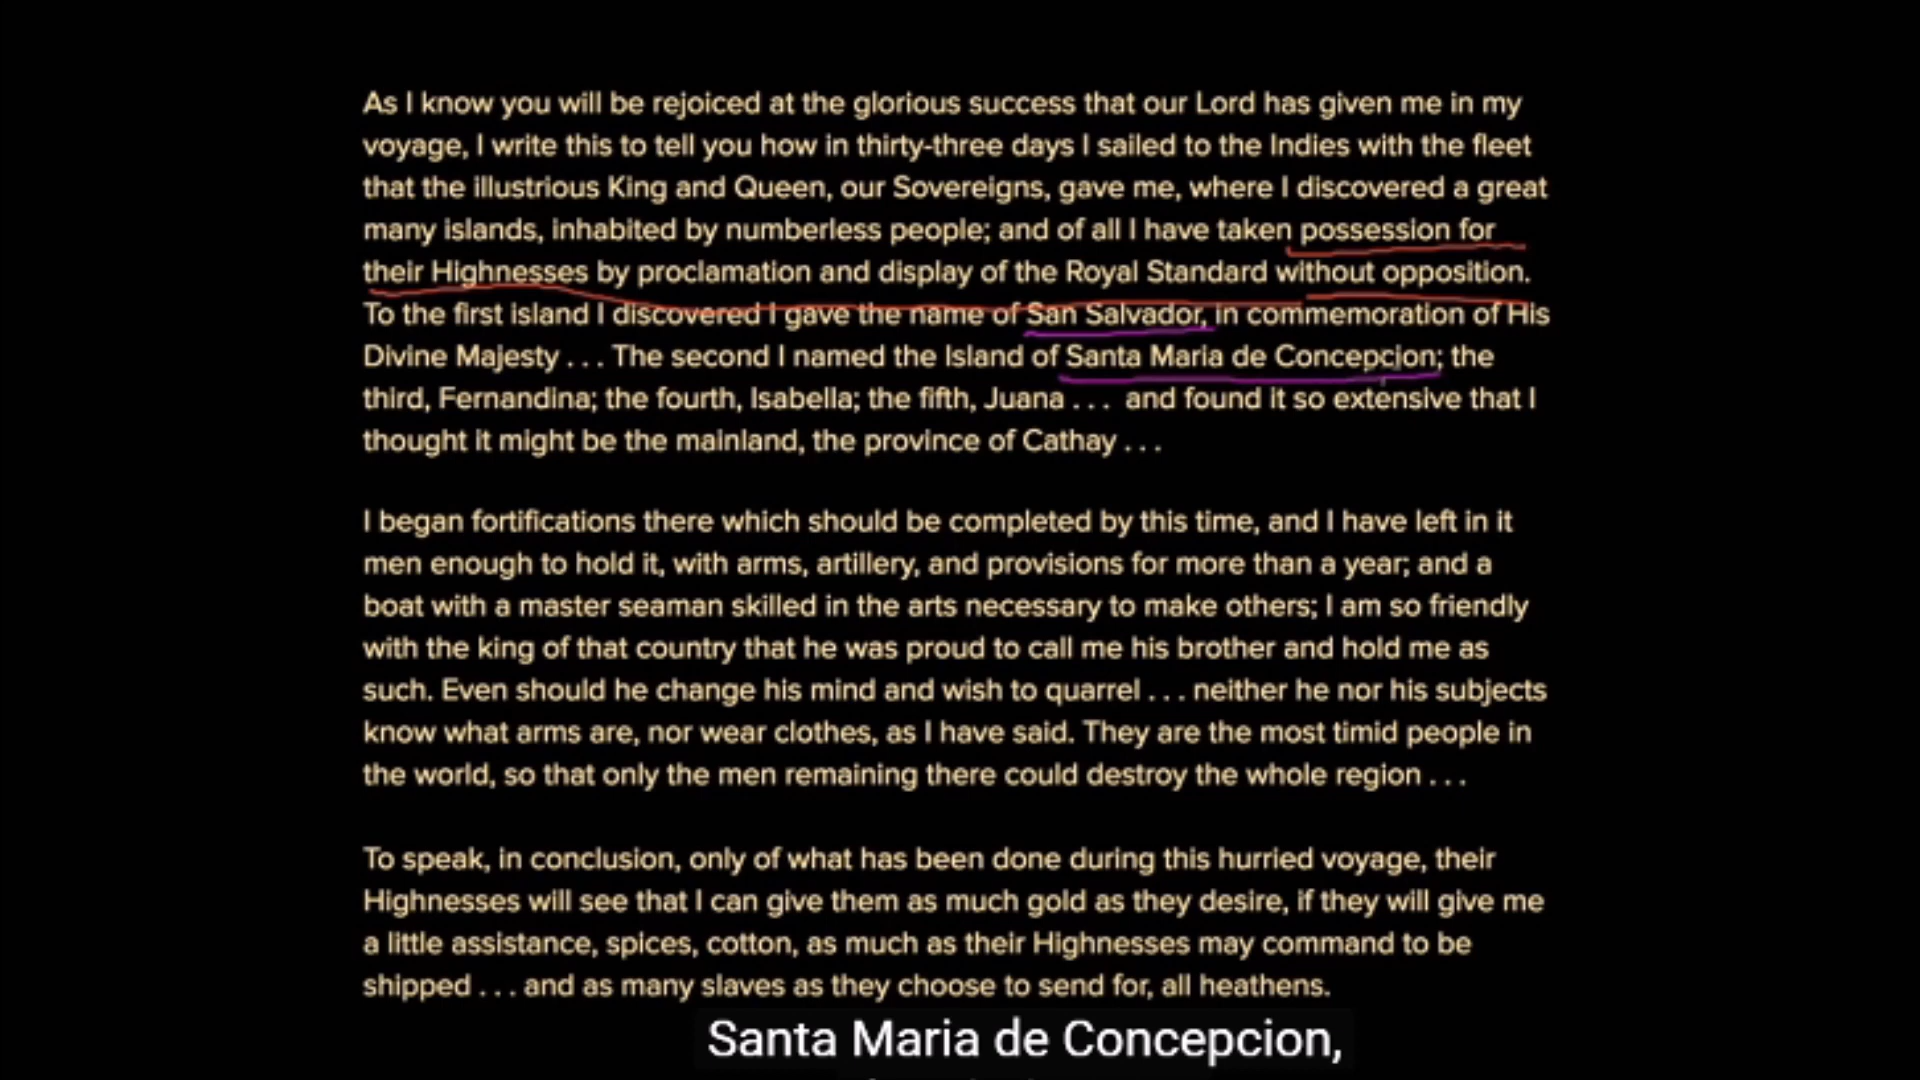 As I know you will be rejoiced at the glorious success that our Lord has given me in my
voyage, I write this to tell you how in thirty-three days I sailed to the Indies with the fleet
that the illustrious King and Queen, our Sovereigns, gave me, where I discovered a great
many islands, inhabited by numberless people; and of all I have taken possession for
their Highnesses by proclamation and display of the Royal Standard without opposition.
To the first island I discovered I gave the name of San Salvador, in commemoration of His
Divine Majesty . . . The second I named the Island of Santa Maria de Concepcion; the
third, Fernandina; the fourth, Isabella; the fifth, Juana . . . and found it so extensive that I
thought it might be the mainland, the province of Cathay . . .
I began fortifications there which should be completed by this time, and I have left in it
men enough to hold it, with arms, artillery, and provisions for more than a year; and a
boat with a master seaman skilled in the arts necessary to make others; I am so friendly
with the king of that country that he was proud to call me his brother and hold me as
such. Even should he change his mind and wish to quarrel . . . neither he nor his subjects
know what arms are, nor wear clothes, as I have said. They are the most timid people in
the world, so that only the men remaining there could destroy the whole region . . .
To speak, in conclusion, only of what has been done during this hurried voyage, their
Highnesses will see that I can give them as much gold as they desire, if they will give me
a little assistance, spices, cotton, as much as their Highnesses may command to be
shipped . . . and as many slaves as they choose to send for, all heathens.
Santa Maria de Concepcion,